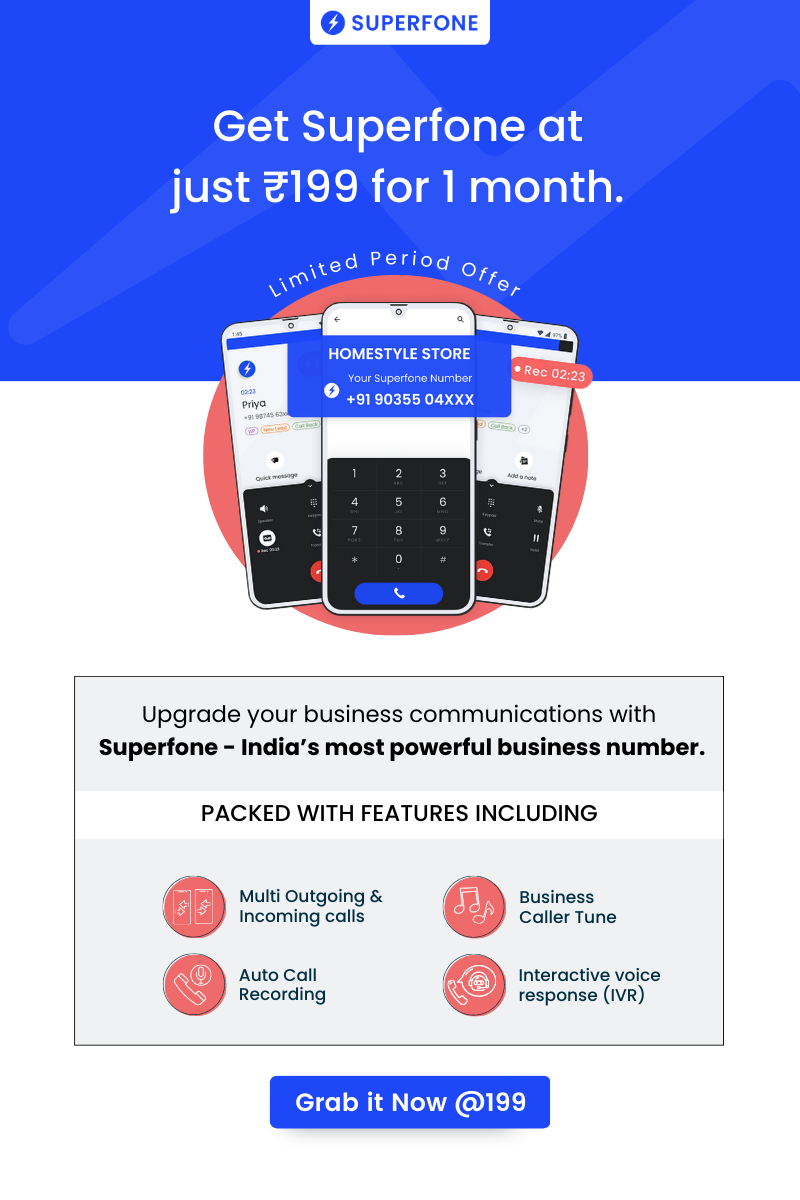 SUPERFONE
Get Superfone at
just ₹199 for 1 month.
Limited Period Offer
1:45
02:23
Priya
VIP
New Lead
Call Back
Quick message
Speaker
Keypad
Rec 02:23
HOMESTYLE STORE
Your Superfone Number
+91 90355 04XXX
1
2
ABC
3
DEF
4
GHI
5
JKL
6
MNO
7
PQRS
8
TUV
9
WXYZ
*
0
#
97%
Rec 02:23
Call Back
+2
Add a note
Keypad
Mute
Transfer
Hold
Upgrade your business communications with
Superfone - India's most powerful business number.
PACKED WITH FEATURES INCLUDING
Multi Outgoing &
Incoming calls
Business
Caller Tune
Auto Call
Recording
Interactive voice
response (IVR)
Grab it Now @199